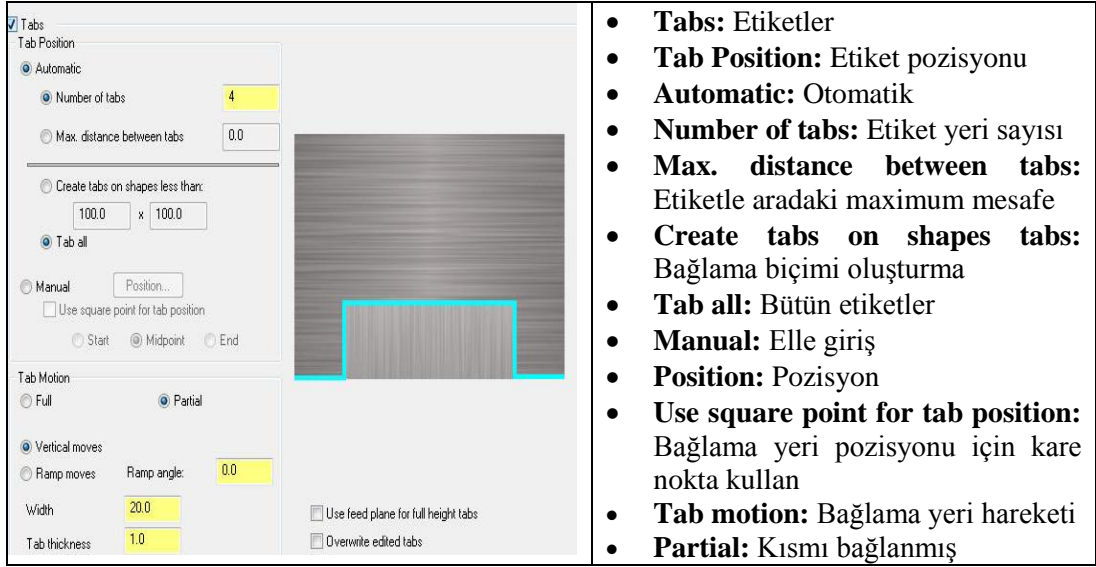 Tabs
Tab Position
Automatic
Number of tabs 4
Max. distance between tabs 0.0
Create tabs on shapes less than:
100.0 x 100.0
Tab all
Manual Position...
Use square point for tab position
Start Midpoint End
Tab Motion
Full Partial
Vertical moves
Ramp moves Ramp angle: 0.0
Width 20.0
Tab thickness 1.0
Use feed plane for full height tabs
Overwrite edited tabs
• Tabs: Etiketler
• Tab Position: Etiket pozisyonu
• Automatic: Otomatik
• Number of tabs: Etiket yeri sayısı
• Max. distance between tabs:
Etiketle aradaki maximum mesafe
• Create tabs on shapes tabs:
Bağlama biçimi oluşturma
• Tab all: Bütün etiketler
• Manual: Elle giriş
• Position: Pozisyon
• Use square point for tab position:
Bağlama yeri pozisyonu için kare
nokta kullan
• Tab motion: Bağlama yeri hareketi
• Partial: Kısmı bağlanmış